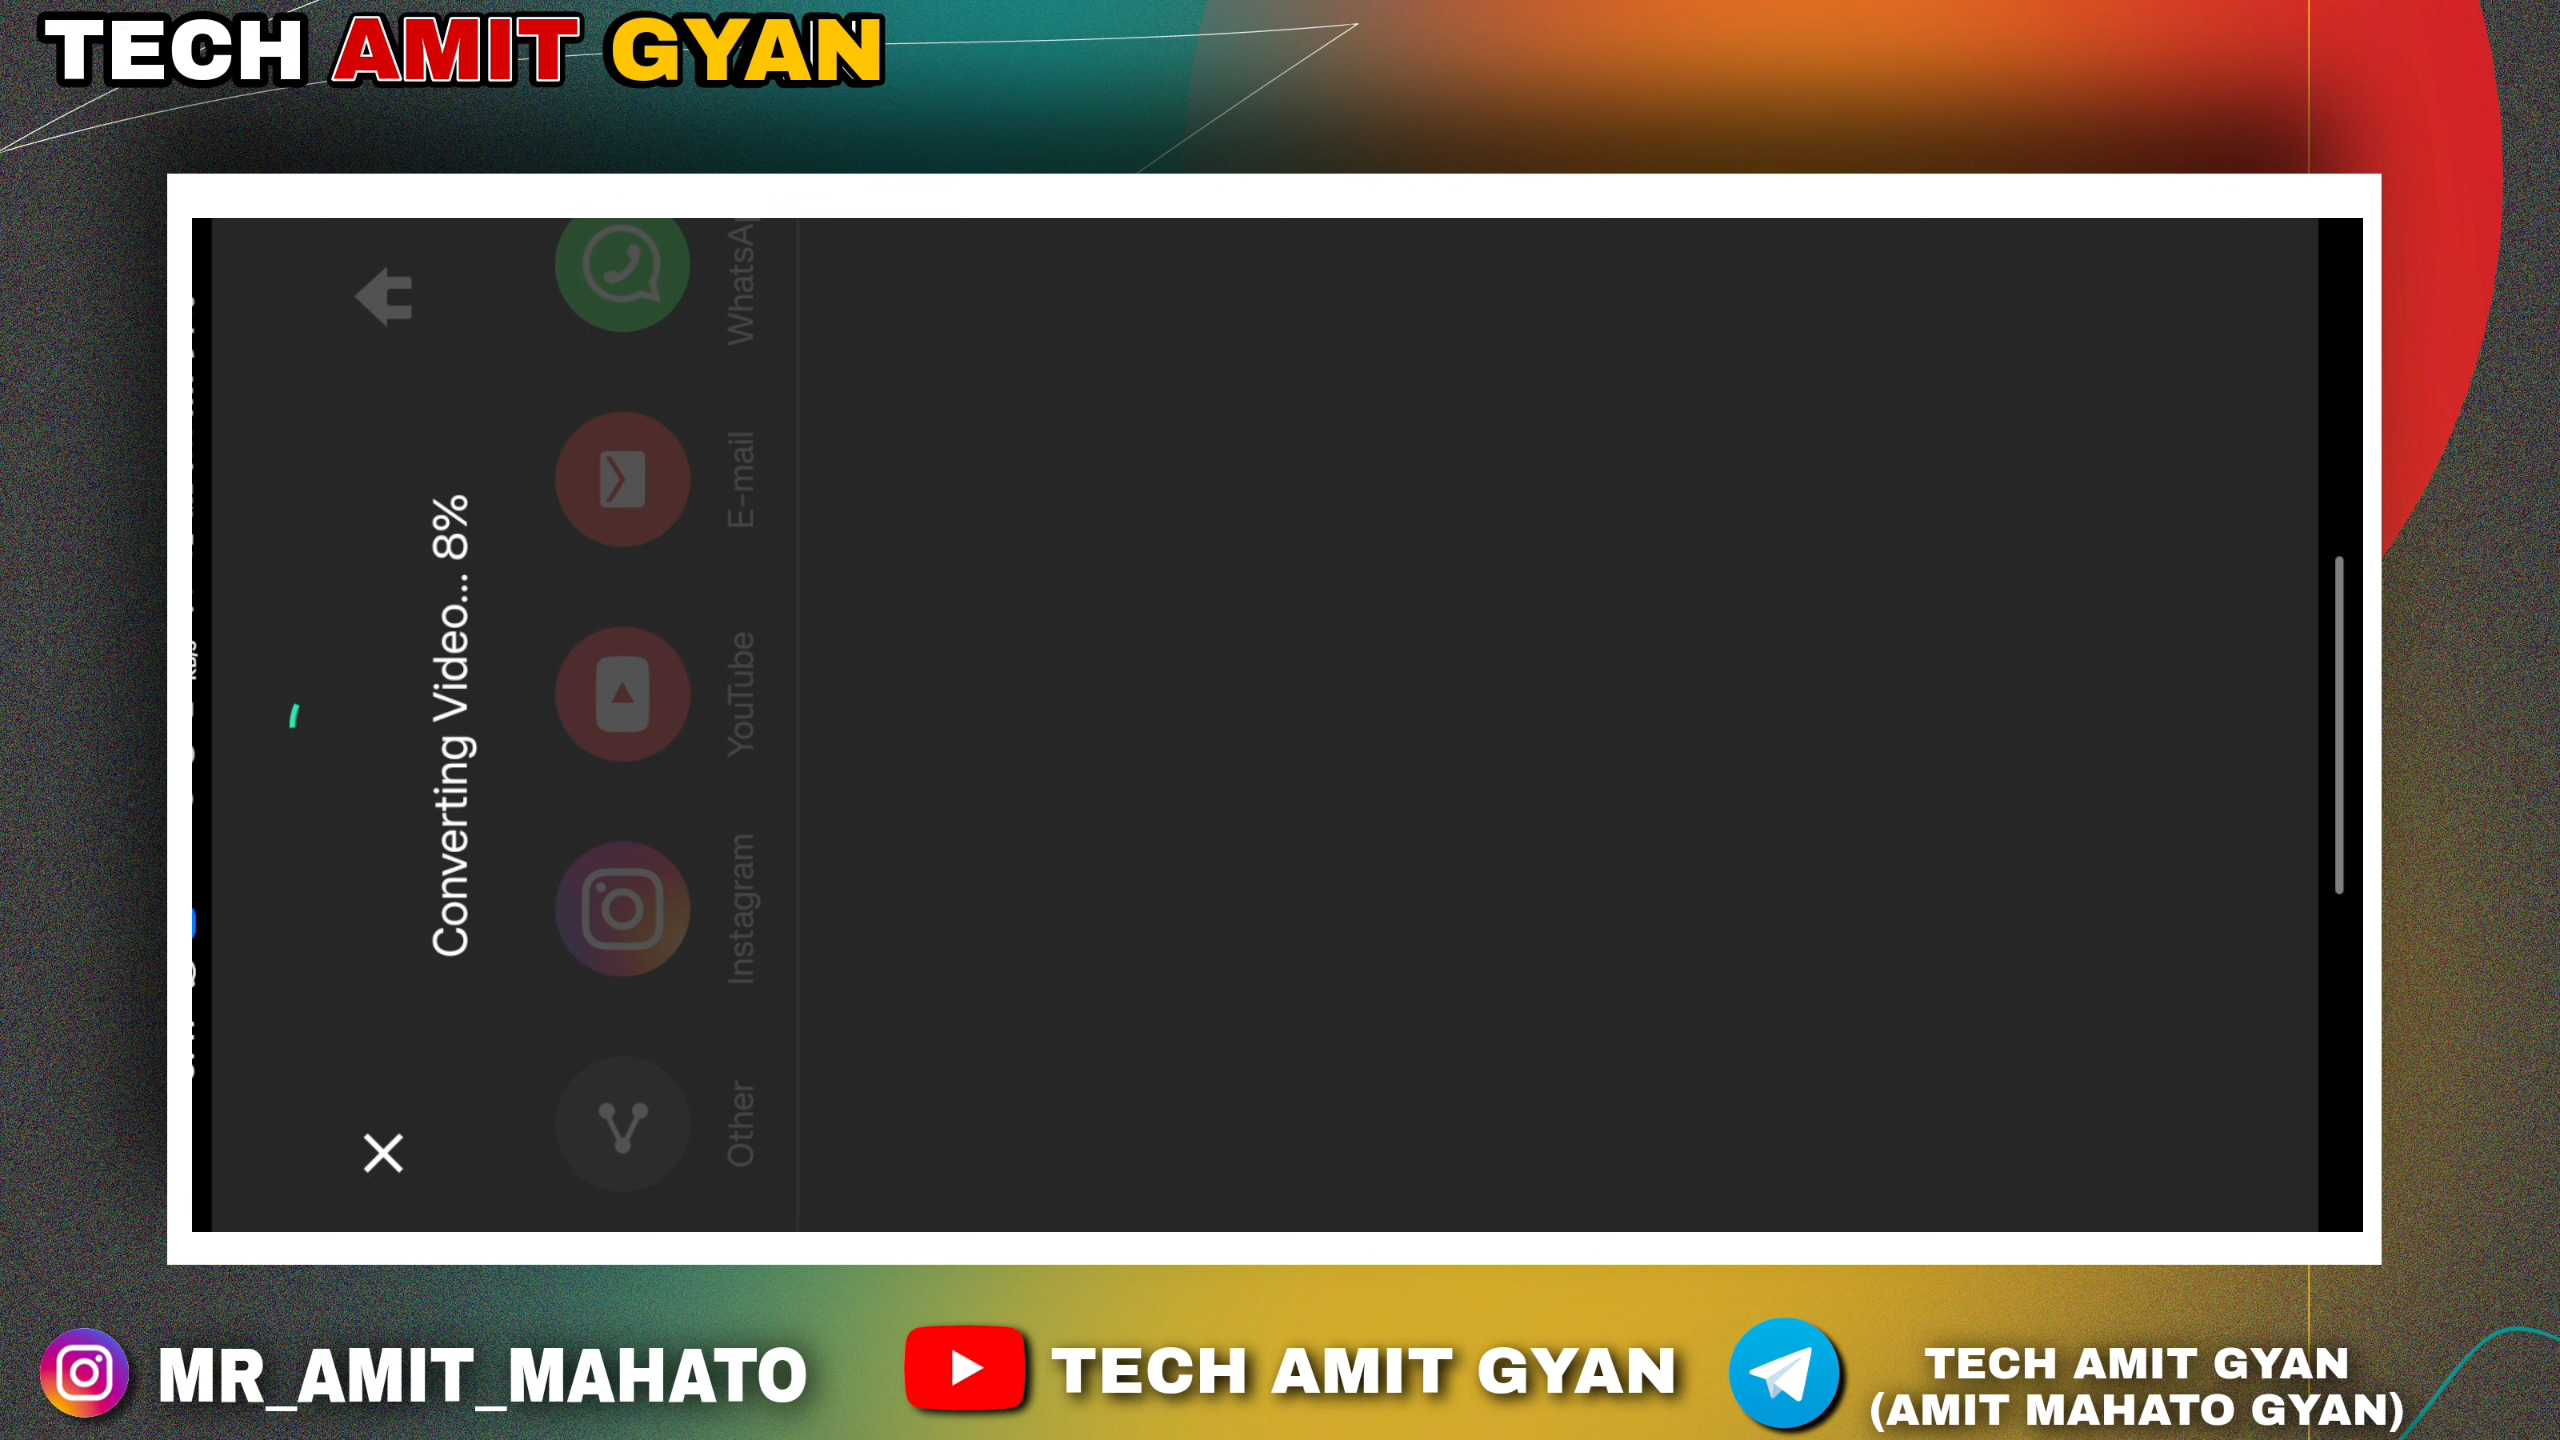 TECH AMIT GYAN
Converting Video... 8%
WhatsA
E-mail
YouTube
Instagram
Other
MR_AMIT_MAHATO
TECH AMIT GYAN
TECH AMIT GYAN
(AMIT MAHATO GYAN)